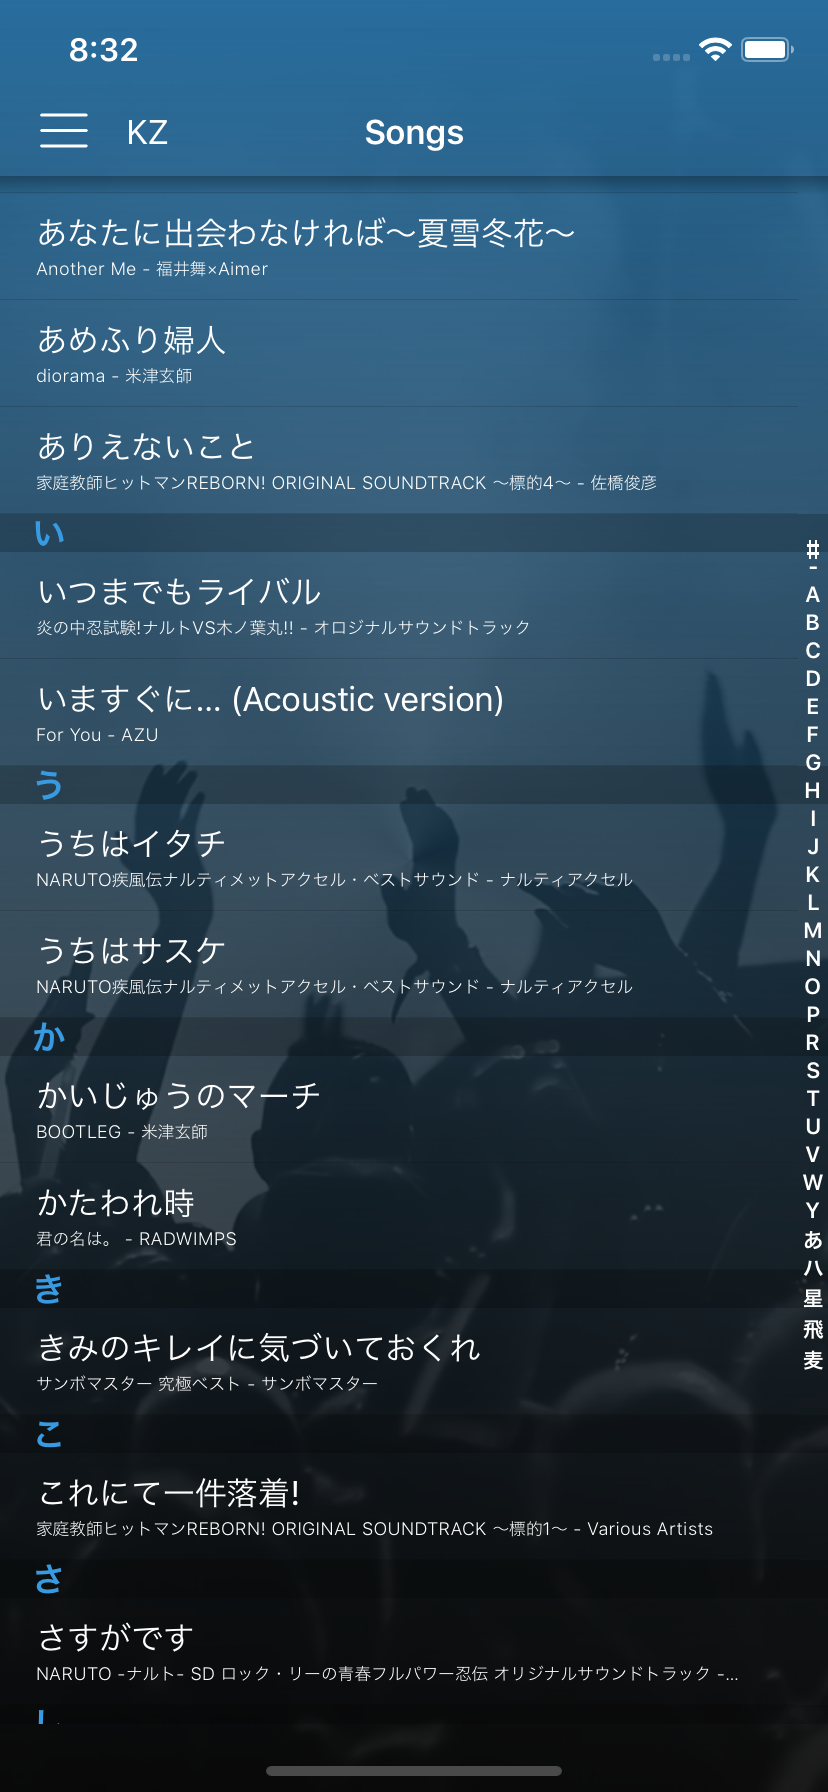 8:32
KZ
Songs
あなたに出会わなければ〜夏雪冬花〜
Another Me - 福井舞×Aimer
あめふり婦人
diorama - 米津玄師
ありえないこと
家庭教師ヒットマンREBORN! ORIGINAL SOUNDTRACK 〜標的4〜 - 佐橋俊彦
い
いつまでもライバル
炎の中忍試験!ナルトVS木ノ葉丸!! - オロジナルサウンドトラック
いますぐに... (Acoustic version)
For You - AZU
う
うちはイタチ
NARUTO疾風伝ナルティメットアクセル・ベストサウンド - ナルティアクセル
うちはサスケ
NARUTO疾風伝ナルティメットアクセル・ベストサウンド - ナルティアクセル
か
かいじゅうのマーチ
BOOTLEG - 米津玄師
かたわれ時
君の名は。 - RADWIMPS
き
きみのキレイに気づいておくれ
サンボマスター 究極ベスト - サンボマスター
こ
これにて一件落着!
家庭教師ヒットマンREBORN! ORIGINAL SOUNDTRACK 〜標的1〜 - Various Artists
さ
さすがです
NARUTO -ナルト- SD ロック・リーの青春フルパワー忍伝 オリジナルサウンドトラック -...
#
-
A
B
C
D
E
F
G
H
I
J
K
L
M
N
O
P
R
S
T
U
V
W
Y
あ
ハ
星
飛
麦